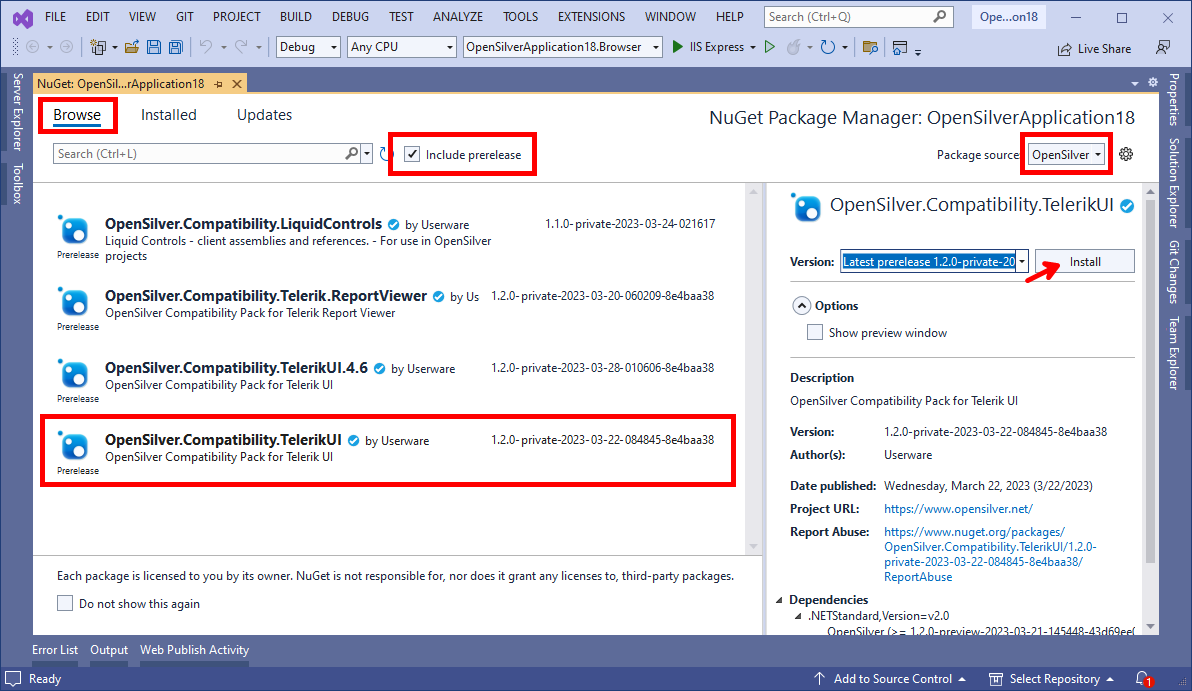 FILE EDIT VIEW GIT PROJECT BUILD DEBUG TEST ANALYZE TOOLS EXTENSIONS WINDOW HELP Search (Ctrl+Q) Ope...on18
Debug Any CPU OpenSilverApplication18.Browser IIS Express Live Share
NuGet: OpenSil...rApplication18
Server Explorer
Toolbox
Browse Installed Updates
NuGet Package Manager: OpenSilverApplication18
Search (Ctrl+L) Include prerelease
Package source: OpenSilver
OpenSilver.Compatibility.LiquidControls by Userware 1.1.0-private-2023-03-24-021617
Liquid Controls - client assemblies and references. - For use in OpenSilver
projects
Prerelease
OpenSilver.Compatibility.Telerik.ReportViewer by Us 1.2.0-private-2023-03-20-060209-8e4baa38
OpenSilver Compatibility Pack for Telerik Report Viewer
Prerelease
OpenSilver.Compatibility.TelerikUI.4.6 by Userware 1.2.0-private-2023-03-28-010606-8e4baa38
OpenSilver Compatibility Pack for Telerik UI
Prerelease
OpenSilver.Compatibility.TelerikUI by Userware 1.2.0-private-2023-03-22-084845-8e4baa38
OpenSilver Compatibility Pack for Telerik UI
Prerelease
Each package is licensed to you by its owner. NuGet is not responsible for, nor does it grant any licenses to, third-party packages.
Do not show this again
OpenSilver.Compatibility.TelerikUI
Version: Latest prerelease 1.2.0-private-20 Install
Options
Show preview window
Description
OpenSilver Compatibility Pack for Telerik UI
Version: 1.2.0-private-2023-03-22-084845-8e4baa38
Author(s): Userware
Date published: Wednesday, March 22, 2023 (3/22/2023)
Project URL: https://www.opensilver.net/
Report Abuse: https://www.nuget.org/packages/
OpenSilver.Compatibility.TelerikUI/1.2.0-
private-2023-03-22-084845-8e4baa38/
ReportAbuse
Dependencies
.NETStandard,Version=v2.0
OpenSilver (>= 1.2.0-preview-2023-03-21-145448-43d69ee(
Properties
Solution Explorer
Git Changes
Team Explorer
Error List Output Web Publish Activity
Ready Add to Source Control Select Repository 1